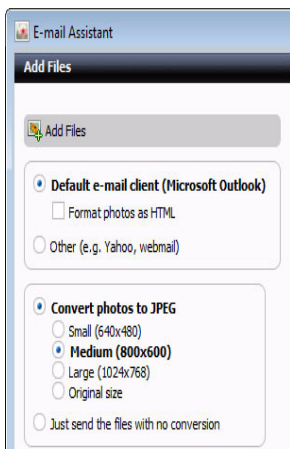 E-mail Assistant
Add Files
Add Files
Default e-mail client (Microsoft Outlook)
Format photos as HTML
Other (e.g. Yahoo, webmail)
Convert photos to JPEG
Small (640x480)
Medium (800x600)
Large (1024x768)
Original size
Just send the files with no conversion